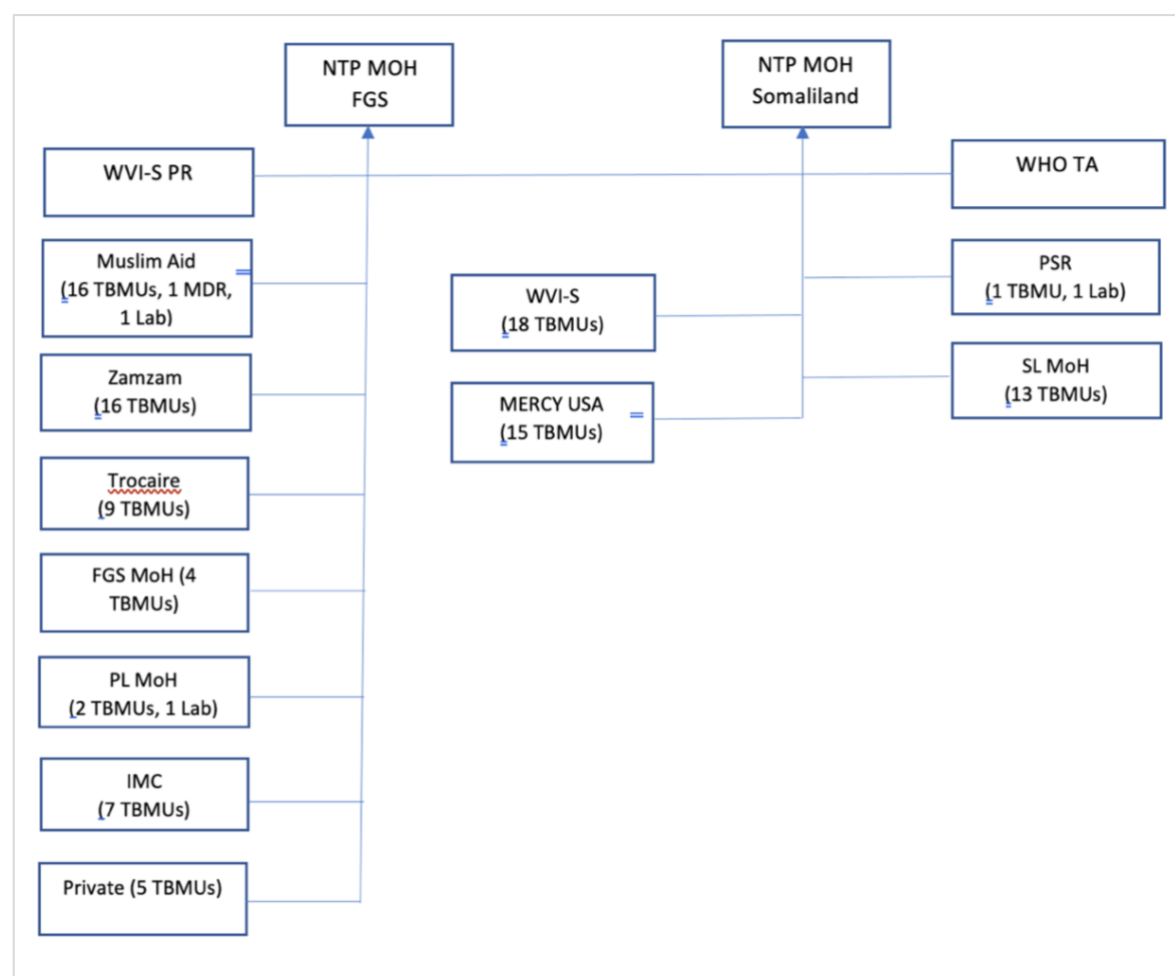 NTP MOH
FGS
NTP MOH
Somaliland
WVI-S PR
WHO TA
Muslim Aid
(16 TBMUs, 1 MDR,
1 Lab)
Zamzam
(16 TBMUs)
Trocaire
(9 TBMUs)
FGS MoH (4
TBMUs)
PL MoH
(2 TBMUs, 1 Lab)
IMC
(7 TBMUs)
Private (5 TBMUs)
WVI-S
(18 TBMUs)
MERCY USA
(15 TBMUs)
PSR
(1 TBMU, 1 Lab)
SL MoH
(13 TBMUs)